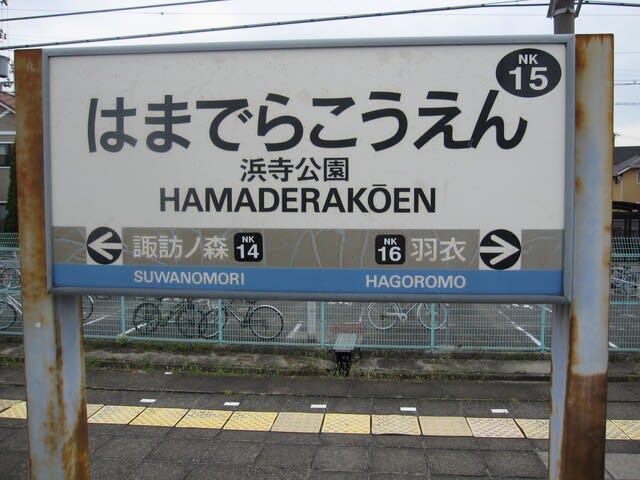 NK
15
はまでらこうえん
浜寺公園
HAMADERAKŌEN
諏訪ノ森 NK 14 NK 16 羽衣
SUWANOMORI HAGOROMO